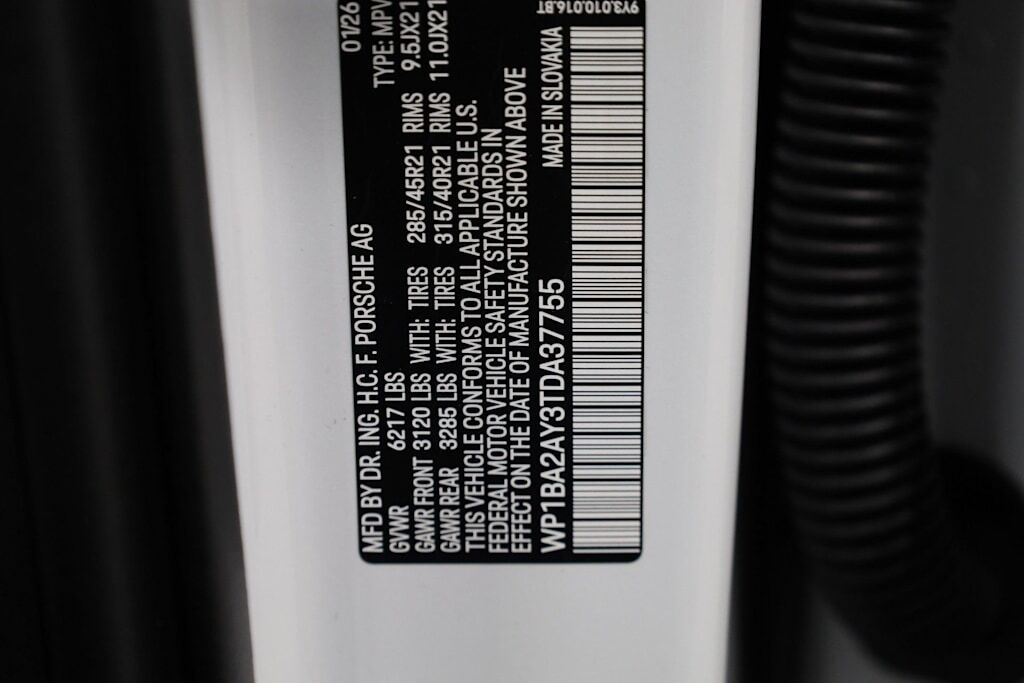 MFD BY DR. ING. H.C. F. PORSCHE AG 01/26
GVWR 6217 LBS TYPE: MPV
GAWR FRONT 3120 LBS WITH: TIRES 285/45R21 RIMS 9.5JX21
GAWR REAR 3285 LBS WITH: TIRES 315/40R21 RIMS 11.0JX21
THIS VEHICLE CONFORMS TO ALL APPLICABLE U.S.
FEDERAL MOTOR VEHICLE SAFETY STANDARDS IN
EFFECT ON THE DATE OF MANUFACTURE SHOWN ABOVE
WP1BA2AY3TDA37755 MADE IN SLOVAKIA
9Y3.010.016.BT